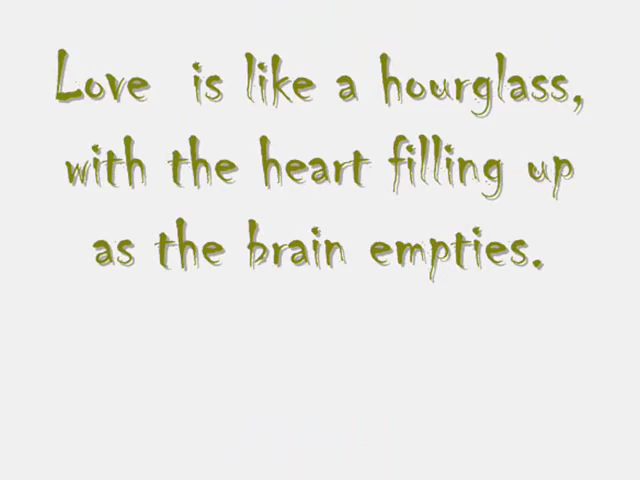 Love is like a hourglass,
with the heart filling up
as the brain empties.